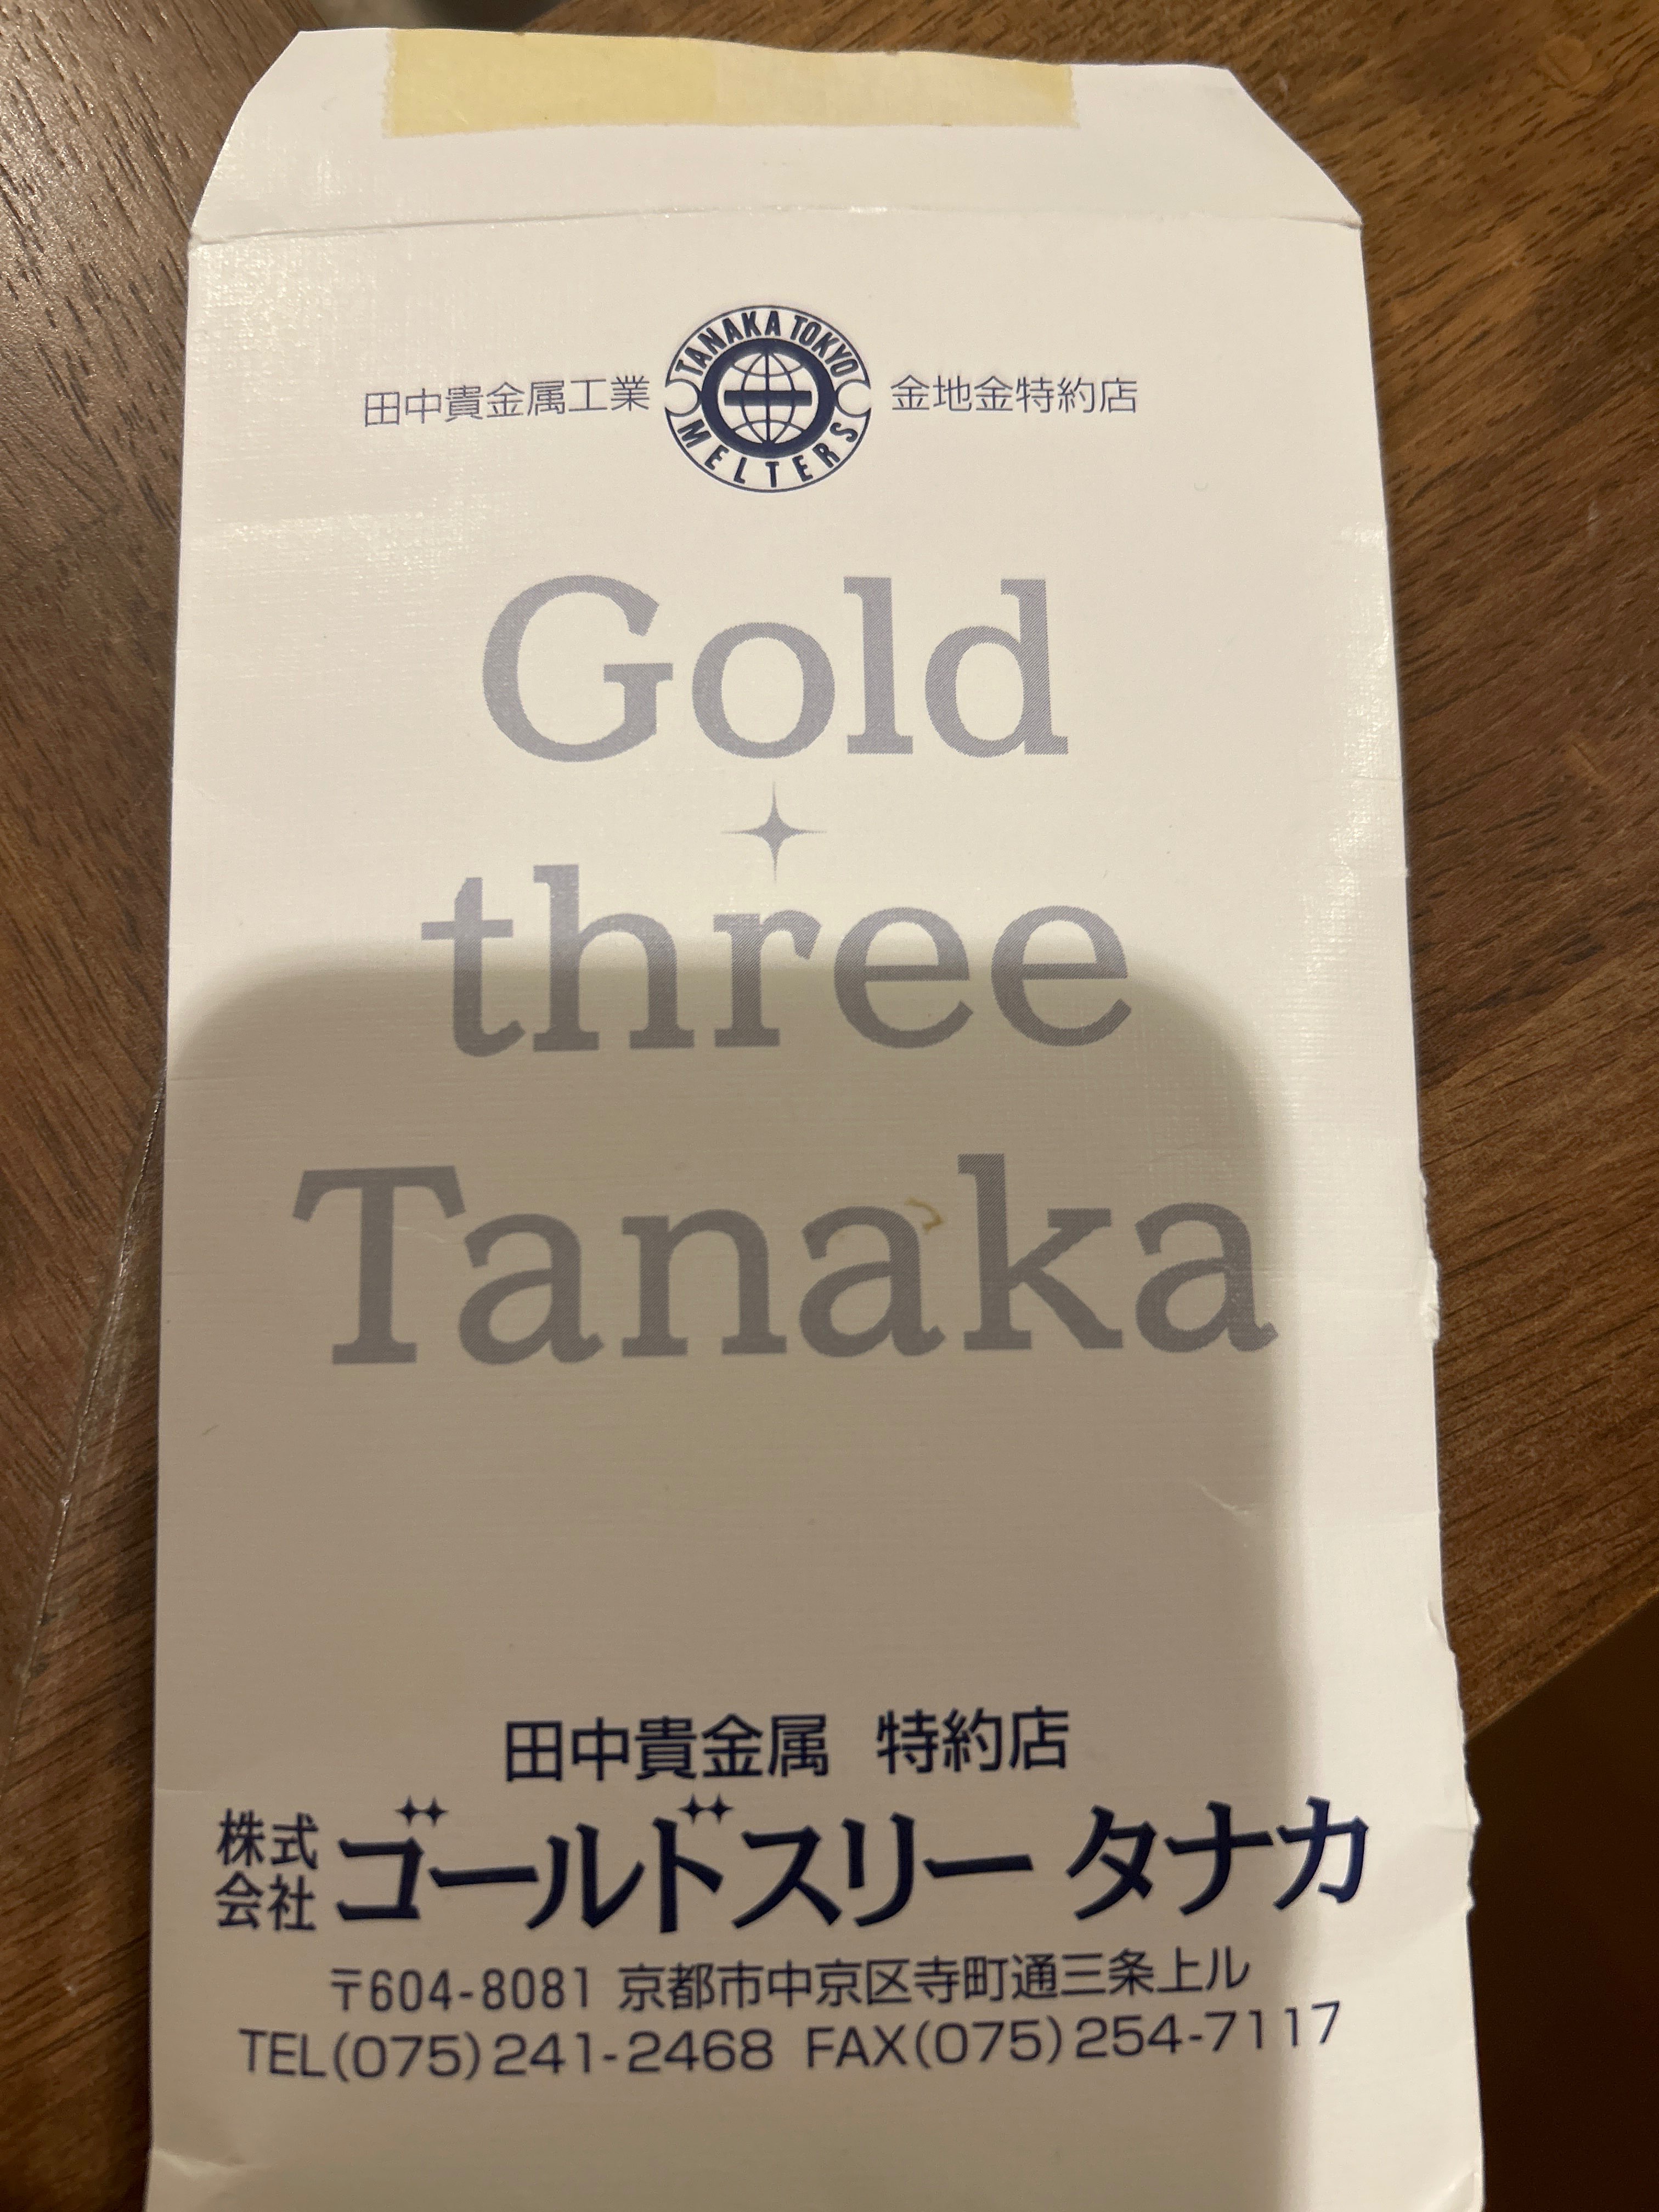 田中貴金属工業 TANAKA TOKYO MELTERS 金地金特約店
Gold
three
Tanaka
田中貴金属 特約店
株式会社 ゴールドスリー タナカ
〒604-8081 京都市中京区寺町通三条上ル
TEL(075)241-2468 FAX(075)254-7117